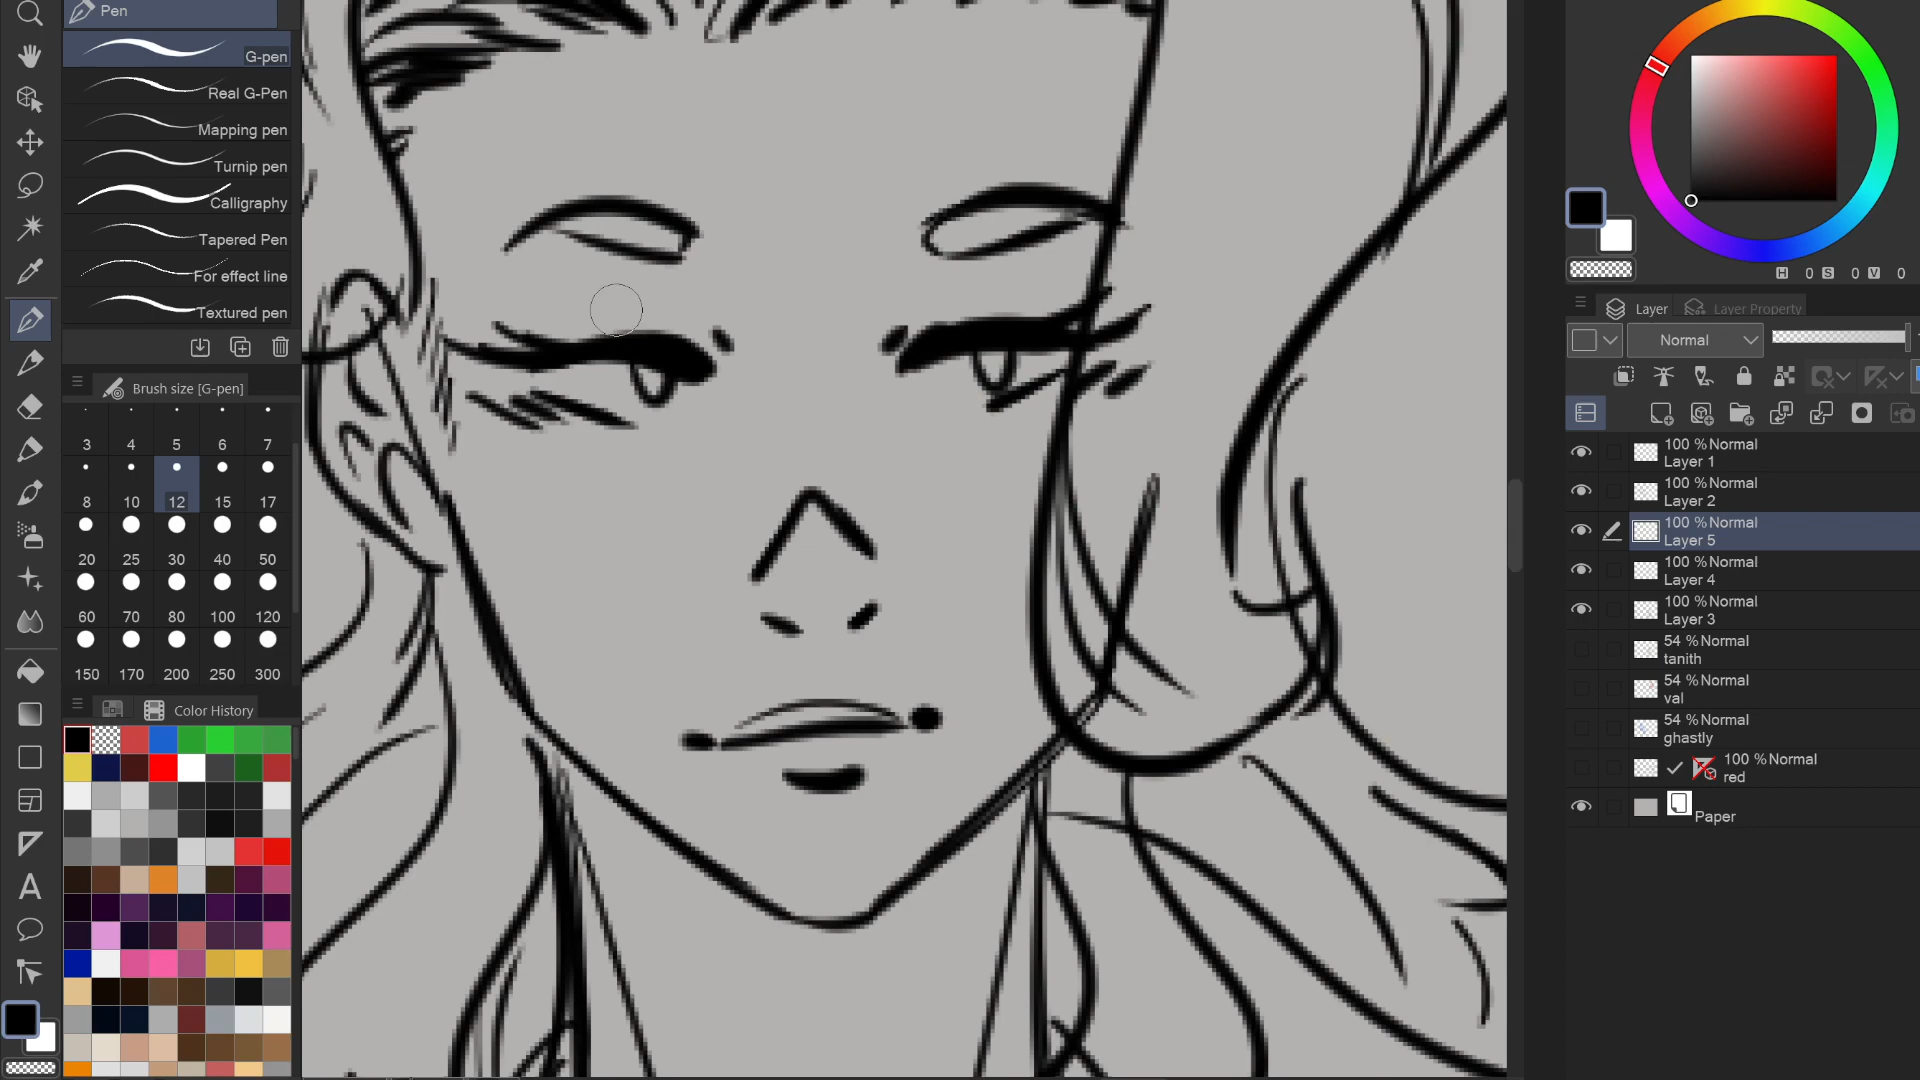 Pen
G-pen
Real G-Pen
Mapping pen
Turnip pen
Calligraphy
Tapered Pen
For effect line
Textured pen
Brush size [G-pen]
3 4 5 6 7
8 10 12 15 17
20 25 30 40 50
60 70 80 100 120
150 170 200 250 300
Color History
H 0 S 0 V 0
Layer
Layer Property
Normal
100 %Normal
Layer 1
100 %Normal
Layer 2
100 %Normal
Layer 5
100 %Normal
Layer 4
100 %Normal
Layer 3
54 %Normal
tanith
54 %Normal
val
54 %Normal
ghastly
100 %Normal
red
Paper